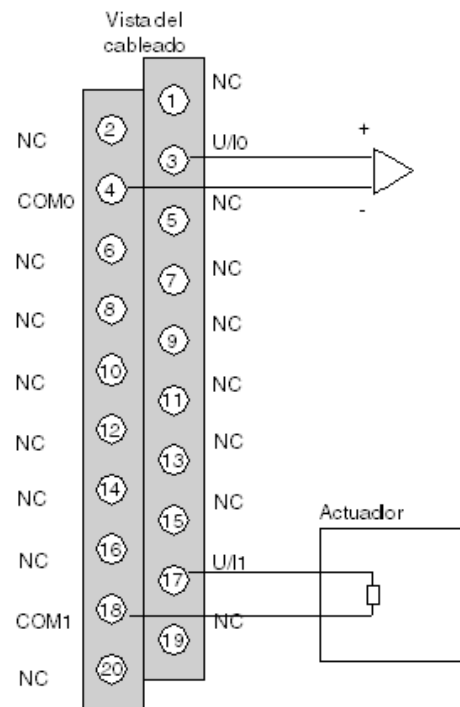 Vista del
cableado
NC
1
2
NC
U/I0
+
3
4
COM0
NC
-
5
6
NC
NC
7
8
NC
NC
9
10
NC
NC
11
12
NC
NC
13
14
NC
NC
15
Actuador
16
NC
U/I1
17
18
COM1
NC
19
20
NC